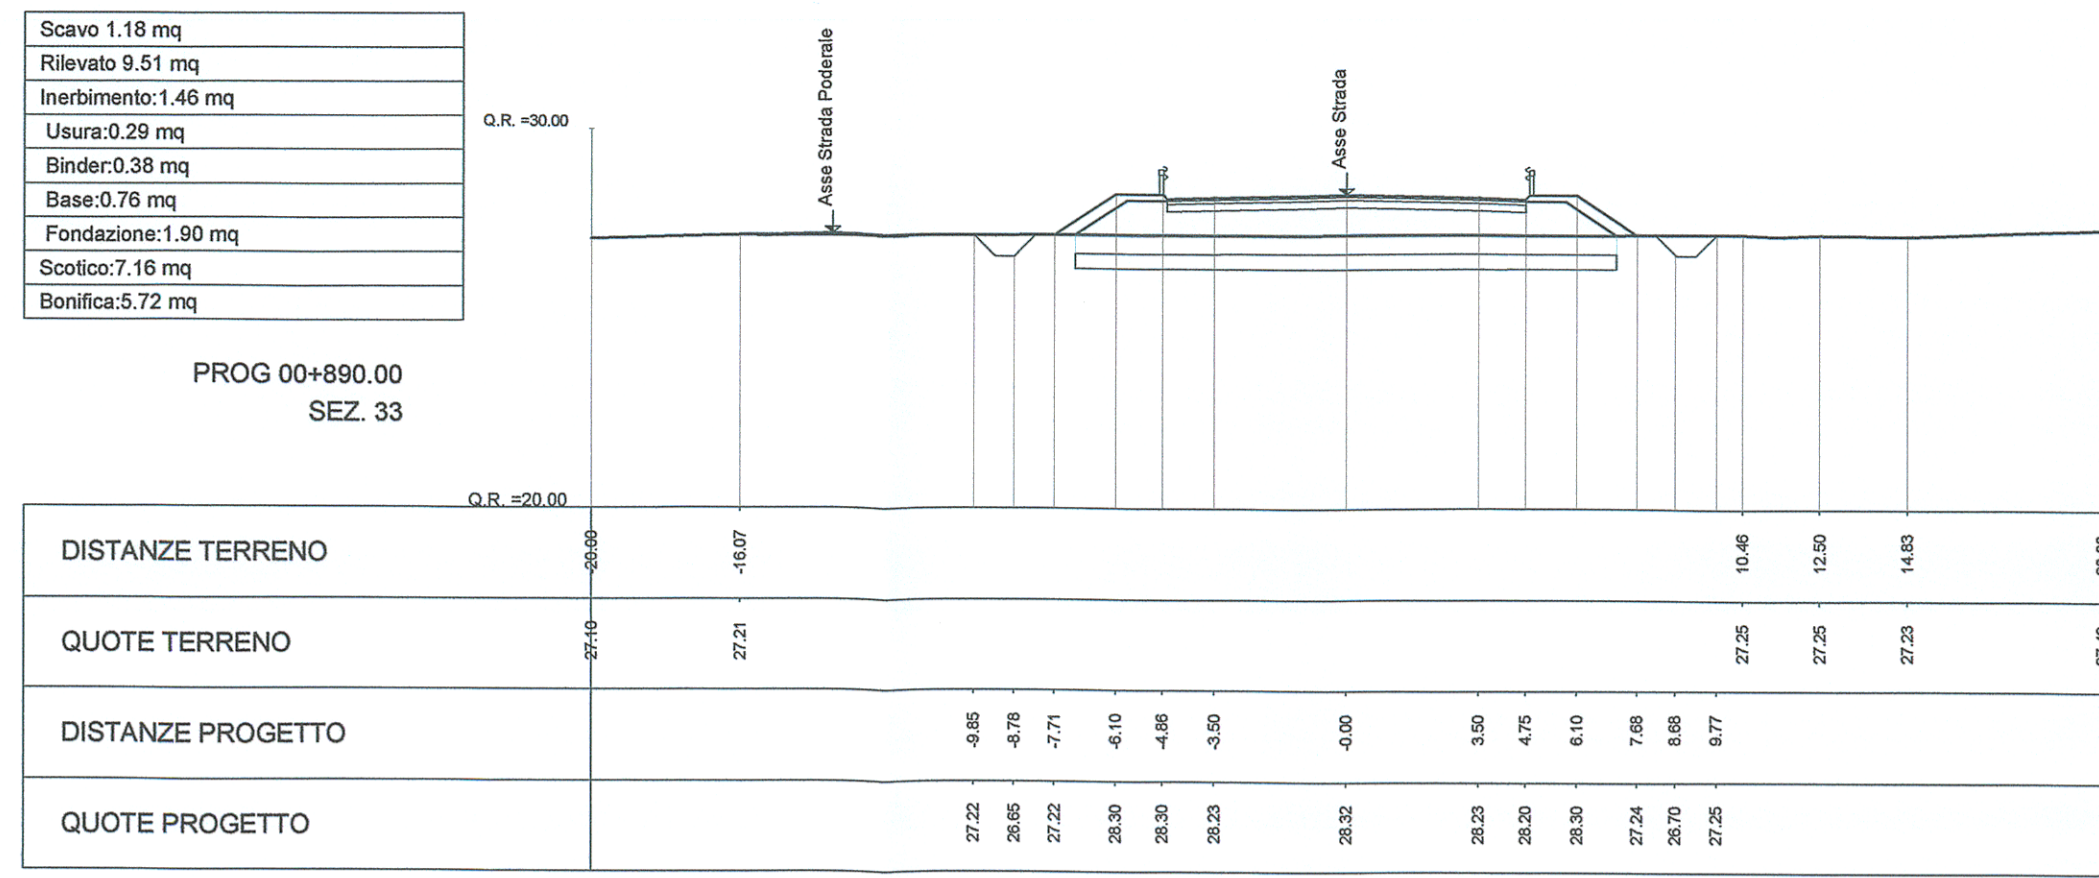 Scavo 1.18 mq
Rilevato 9.51 mq
Inerbimento:1.46 mq
Usura:0.29 mq
Binder:0.38 mq
Base:0.76 mq
Fondazione:1.90 mq
Scotico:7.16 mq
Bonifica:5.72 mq
PROG 00+890.00
SEZ. 33
Q.R. =30.00
Asse Strada Poderale
Asse Strada
Q.R. =20.00
DISTANZE TERRENO -20.00 -16.07 10.46 12.50 14.83
QUOTE TERRENO 27.10 27.21 27.25 27.25 27.23
DISTANZE PROGETTO -9.85 -8.78 -7.71 -6.10 -4.86 -3.50 -0.00 3.50 4.75 6.10 7.68 8.68 9.77
QUOTE PROGETTO 27.22 26.65 27.22 28.30 28.30 28.23 28.32 28.23 28.20 28.30 27.24 26.70 27.25